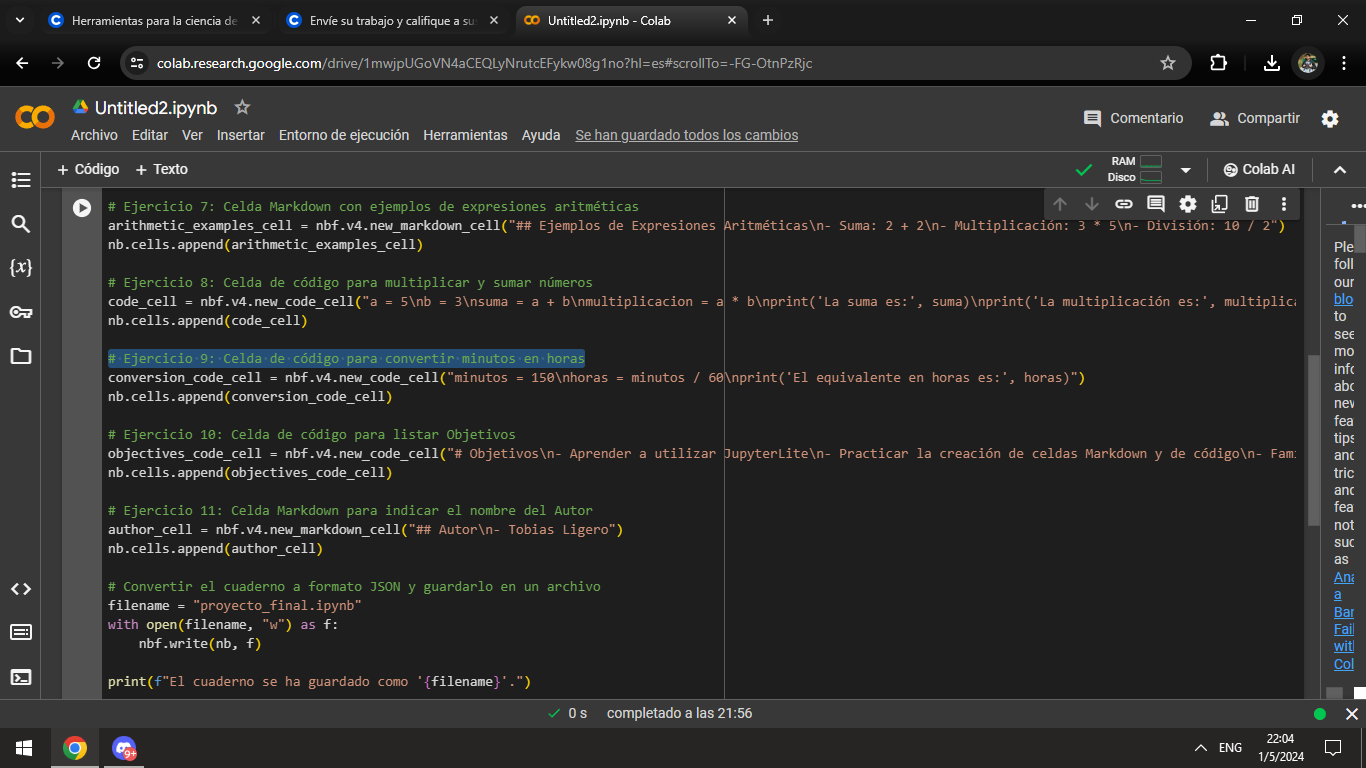 Herramientas para la ciencia de
Envíe su trabajo y califique a su
Untitled2.ipynb - Colab
colab.research.google.com/drive/1mwjpUGoVN4aCEQLyNrutcEFykw08g1no?hl=es#scrollTo=-FG-OtnPzRjc
Untitled2.ipynb
Comentario
Compartir
Archivo Editar Ver Insertar Entorno de ejecución Herramientas Ayuda Se han guardado todos los cambios
+ Código + Texto
RAM
Disco
Colab AI
# Ejercicio 7: Celda Markdown con ejemplos de expresiones aritméticas
arithmetic_examples_cell = nbf.v4.new_markdown_cell("## Ejemplos de Expresiones Aritméticas\n- Suma: 2 + 2\n- Multiplicación: 3 * 5\n- División: 10 / 2")
nb.cells.append(arithmetic_examples_cell)
# Ejercicio 8: Celda de código para multiplicar y sumar números
code_cell = nbf.v4.new_code_cell("a = 5\nb = 3\nsuma = a + b\nmultiplicacion = a * b\nprint('La suma es:', suma)\nprint('La multiplicación es:', multiplica
nb.cells.append(code_cell)
# Ejercicio 9: Celda de código para convertir minutos en horas
conversion_code_cell = nbf.v4.new_code_cell("minutos = 150\nhoras = minutos / 60\nprint('El equivalente en horas es:', horas)")
nb.cells.append(conversion_code_cell)
# Ejercicio 10: Celda de código para listar Objetivos
objectives_code_cell = nbf.v4.new_code_cell("# Objetivos\n- Aprender a utilizar JupyterLite\n- Practicar la creación de celdas Markdown y de código\n- Fami
nb.cells.append(objectives_code_cell)
# Ejercicio 11: Celda Markdown para indicar el nombre del Autor
author_cell = nbf.v4.new_markdown_cell("## Autor\n- Tobias Ligero")
nb.cells.append(author_cell)
# Convertir el cuaderno a formato JSON y guardarlo en un archivo
filename = "proyecto_final.ipynb"
with open(filename, "w") as f:
nbf.write(nb, f)
print(f"El cuaderno se ha guardado como '{filename}'.")
Ple
foll
our
blo
to
see
mo
info
abo
new
fea
tips
and
tric
and
fea
not
suc
as
Ana
a
Bar
Fail
with
Col
0 s completado a las 21:56
9+
ENG
22:04
1/5/2024